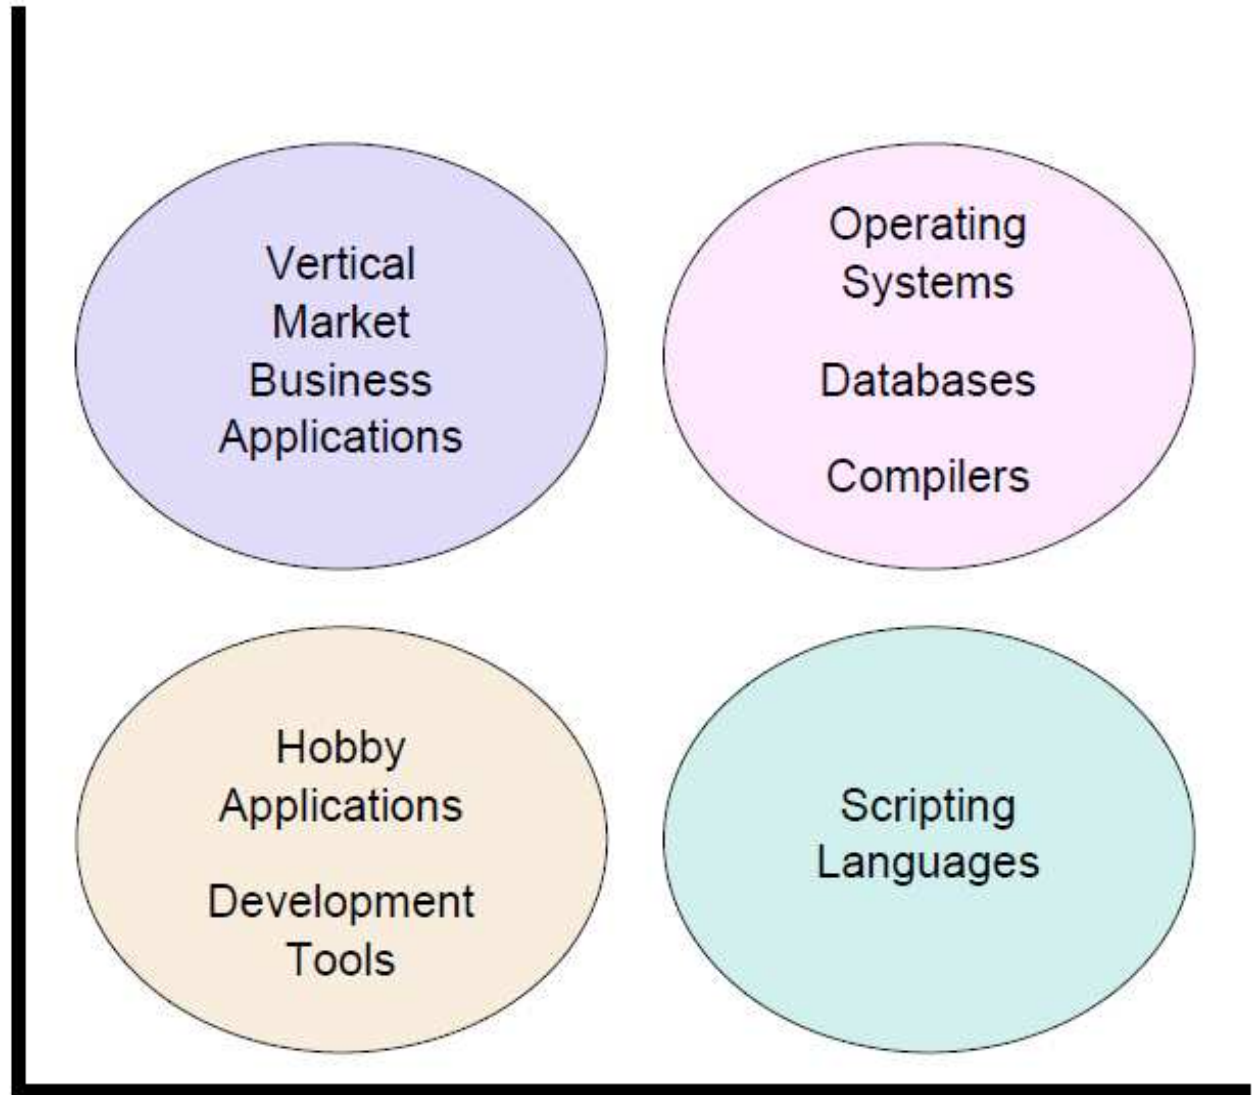 Vertical
Market
Business
Applications
Operating
Systems
Databases
Compilers
Hobby
Applications
Development
Tools
Scripting
Languages